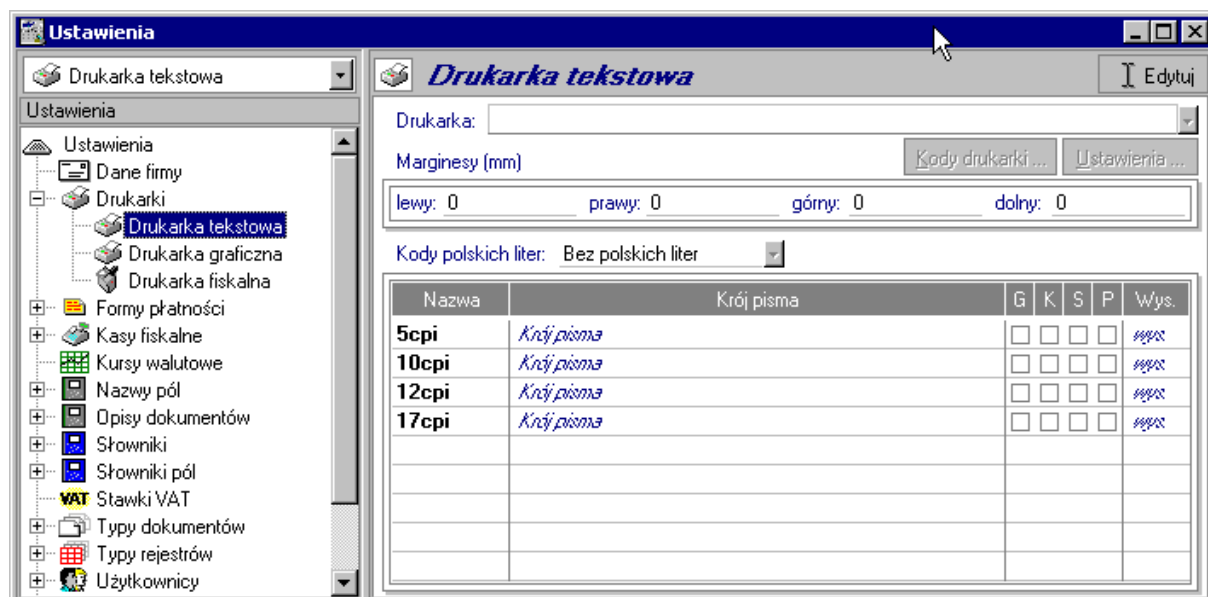 Ustawienia
Drukarka tekstowa
Ustawienia
Ustawienia
Dane firmy
Drukarki
Drukarka tekstowa
Drukarka graficzna
Drukarka fiskalna
Formy płatności
Kasy fiskalne
Kursy walutowe
Nazwy pól
Opisy dokumentów
Słowniki
Słowniki pól
VAT Stawki VAT
Typy dokumentów
Typy rejestrów
Użytkownicy
Drukarka tekstowa
Edytuj
Drukarka:
Marginesy (mm) Kody drukarki ... Ustawienia ...
lewy: 0 prawy: 0 górny: 0 dolny: 0
Kody polskich liter: Bez polskich liter
Nazwa Krój pisma G K S P Wys.
5cpi Krój pisma wys.
10cpi Krój pisma wys.
12cpi Krój pisma wys.
17cpi Krój pisma wys.